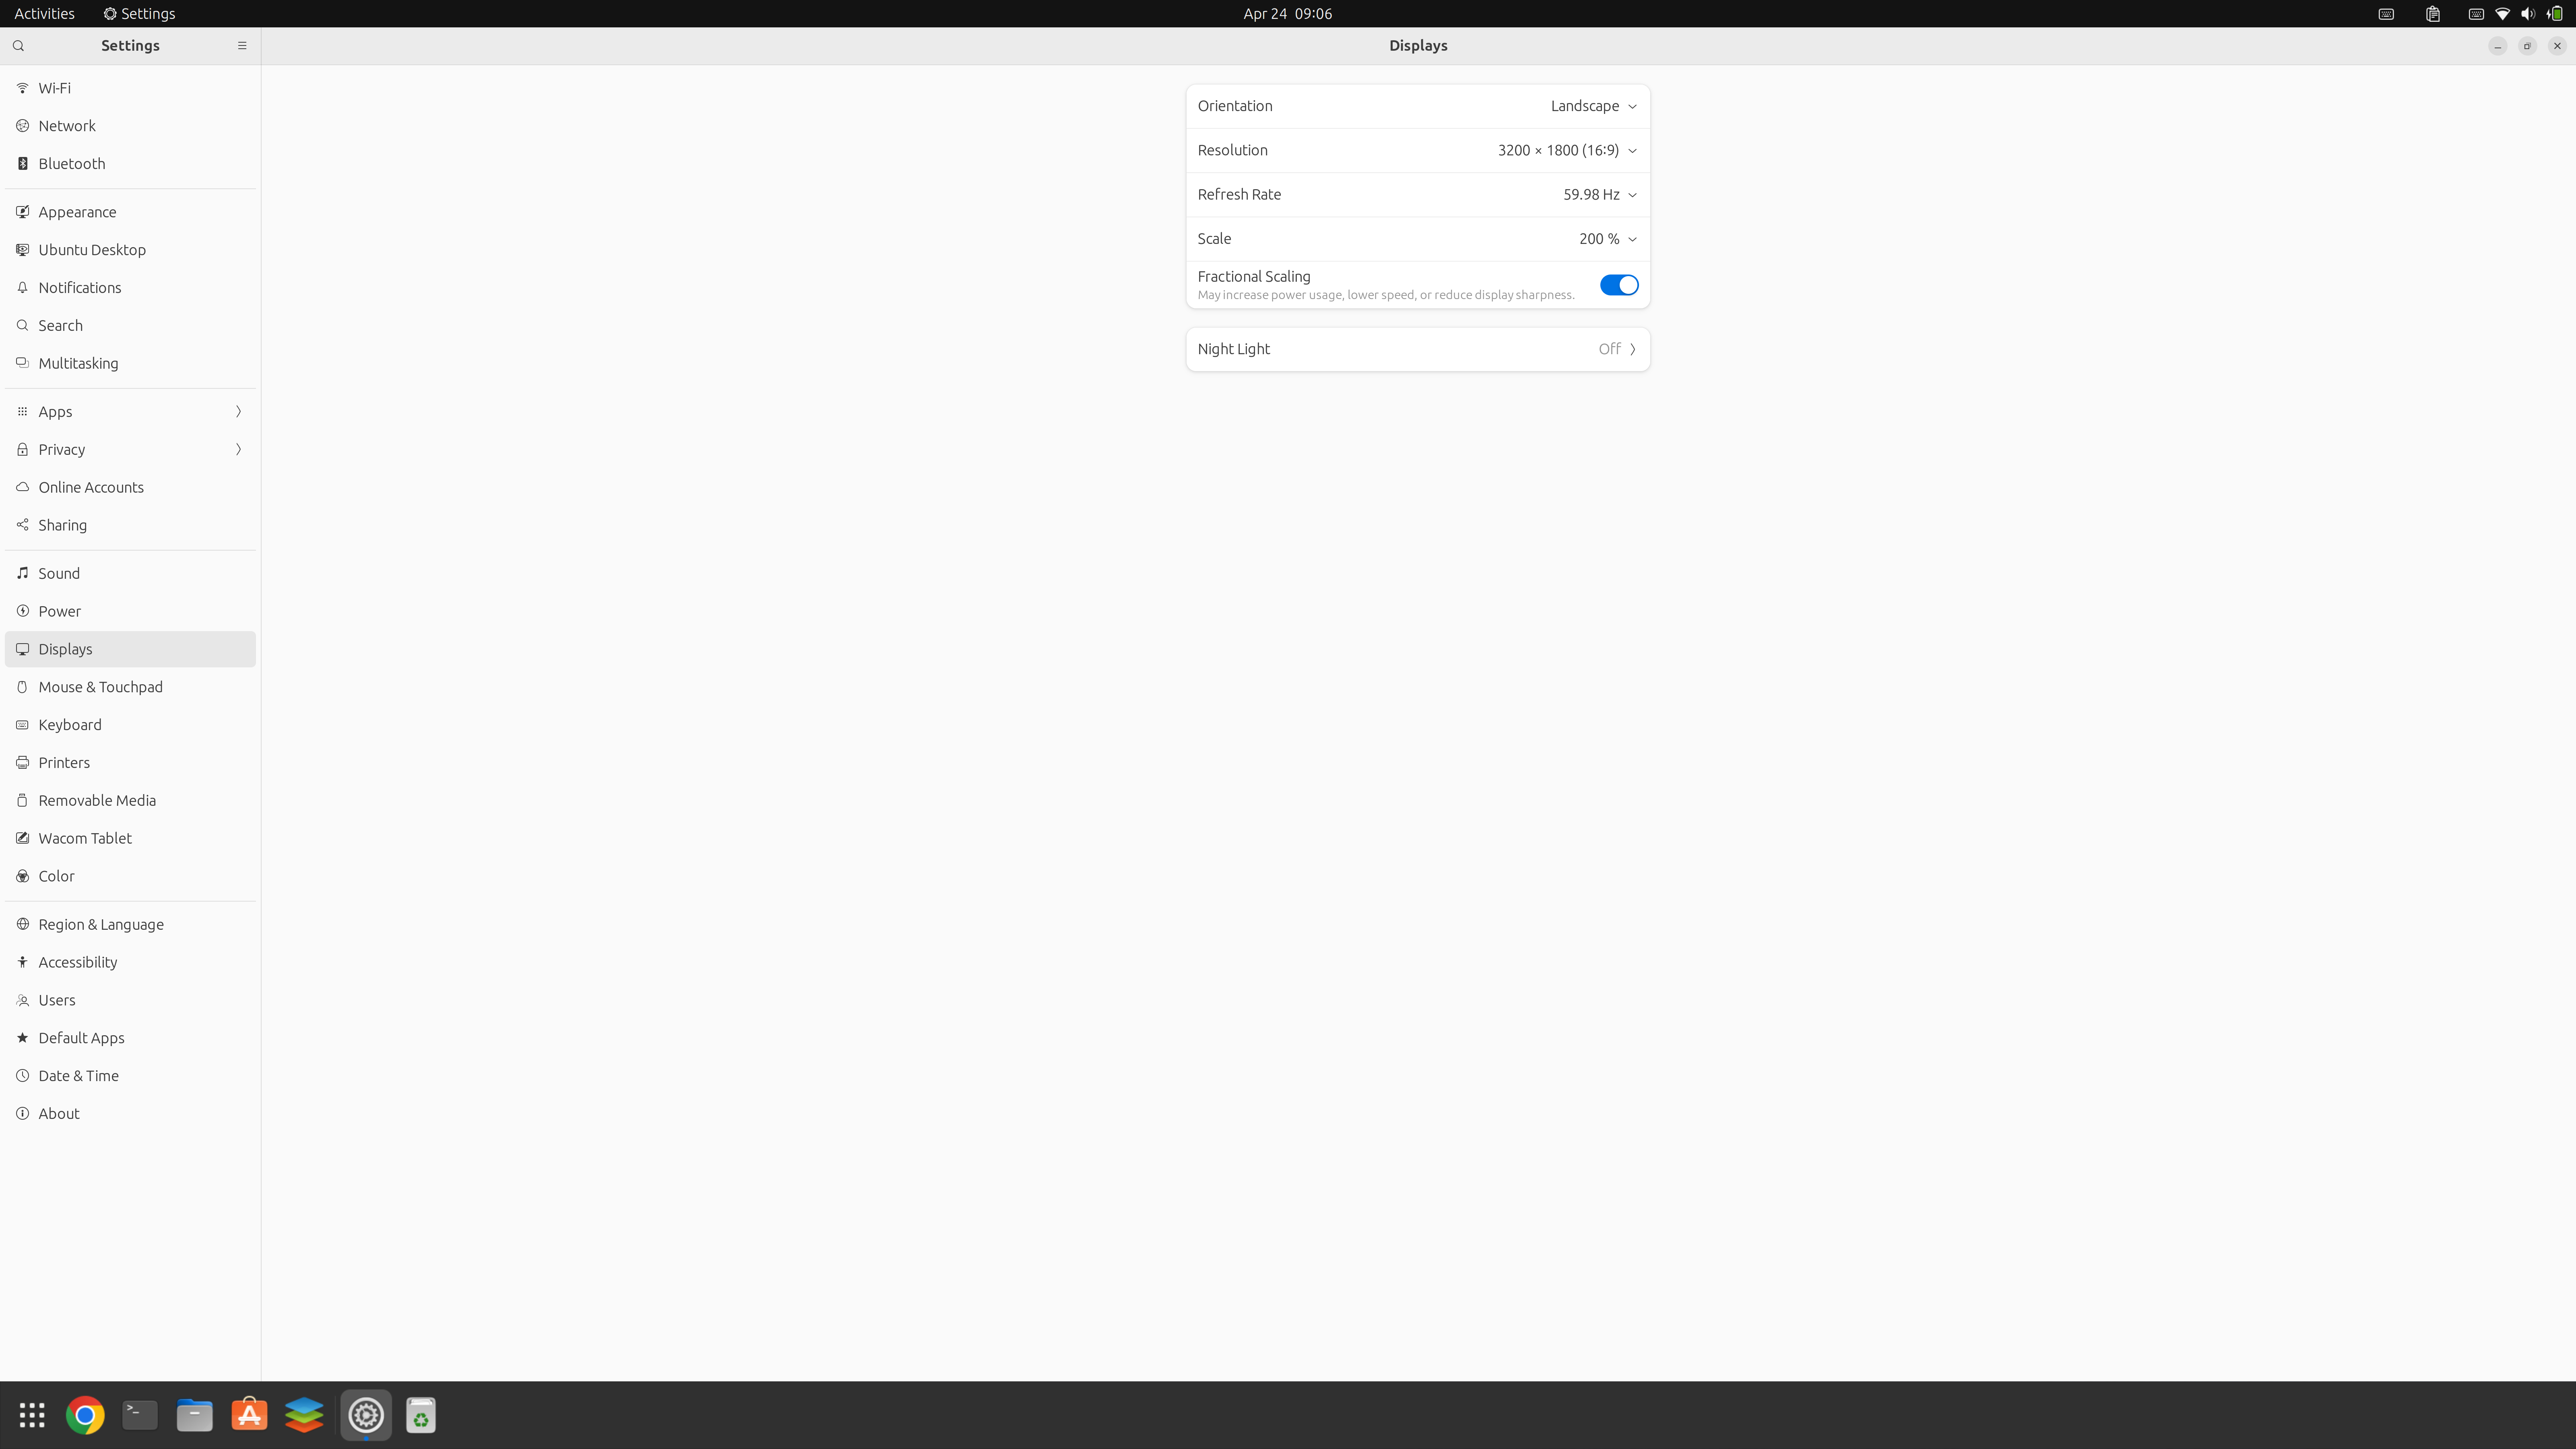 Activities Settings Apr 24 09:06
Settings Displays
Wi-Fi
Network
Bluetooth
Appearance
Ubuntu Desktop
Notifications
Search
Multitasking
Apps
Privacy
Online Accounts
Sharing
Sound
Power
Displays
Mouse & Touchpad
Keyboard
Printers
Removable Media
Wacom Tablet
Color
Region & Language
Accessibility
Users
Default Apps
Date & Time
About
Orientation Landscape
Resolution 3200 × 1800 (16:9)
Refresh Rate 59.98 Hz
Scale 200 %
Fractional Scaling
May increase power usage, lower speed, or reduce display sharpness.
Night Light Off